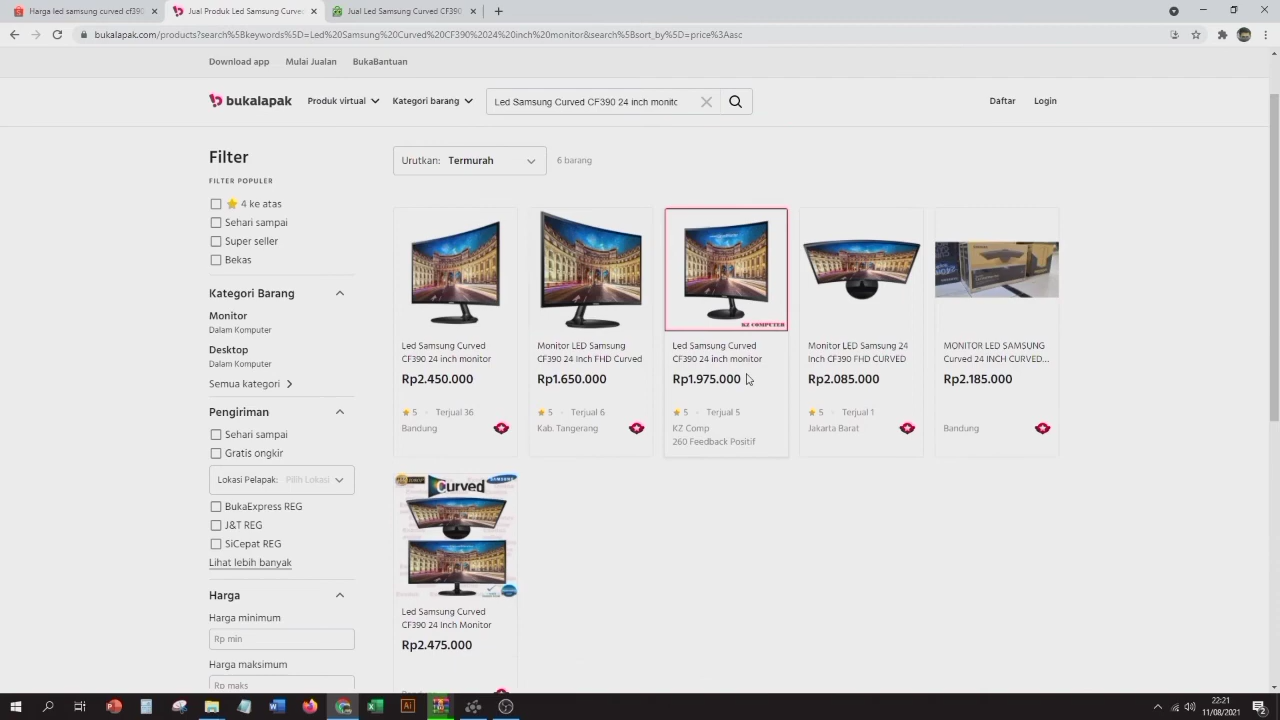 Harga led samsung curved cf390
Jual Produk Led Samsung Curve
Jual Led Samsung Curved CF390
bukalapak.com/products?search%5Bkeywords%5D=Led%20Samsung%20Curved%20CF390%2024%20inch%20monitor&search%5Bsort_by%5D=price%3Aasc
Download app Mulai Jualan BukaBantuan
bukalapak Produk virtual Kategori barang Led Samsung Curved CF390 24 inch monitc Daftar Login
Filter
FILTER POPULER
4 ke atas
Sehari sampai
Super seller
Bekas
Kategori Barang
Monitor
Dalam Komputer
Desktop
Dalam Komputer
Semua kategori
Pengiriman
Sehari sampai
Gratis ongkir
Lokasi Pelapak: Pilih Lokasi
BukaExpress REG
J&T REG
SiCepat REG
Lihat lebih banyak
Harga
Harga minimum
Rp min
Harga maksimum
Rp maks
Urutkan: Termurah 6 barang
Led Samsung Curved
CF390 24 inch monitor
Rp2.450.000
5 Terjual 36
Bandung
Monitor LED Samsung
CF390 24 Inch FHD Curved
Rp1.650.000
5 Terjual 6
Kab. Tangerang
KZ COMPUTER
Led Samsung Curved
CF390 24 inch monitor
Rp1.975.000
5 Terjual 5
KZ Comp
260 Feedback Positif
Monitor LED Samsung 24
Inch CF390 FHD CURVED
Rp2.085.000
5 Terjual 1
Jakarta Barat
MONITOR LED SAMSUNG
Curved 24 INCH CURVED...
Rp2.185.000
Bandung
SAMSUNG
Curved
Led Samsung Curved
CF390 24 Inch Monitor
Rp2.475.000
22:21
11/08/2021